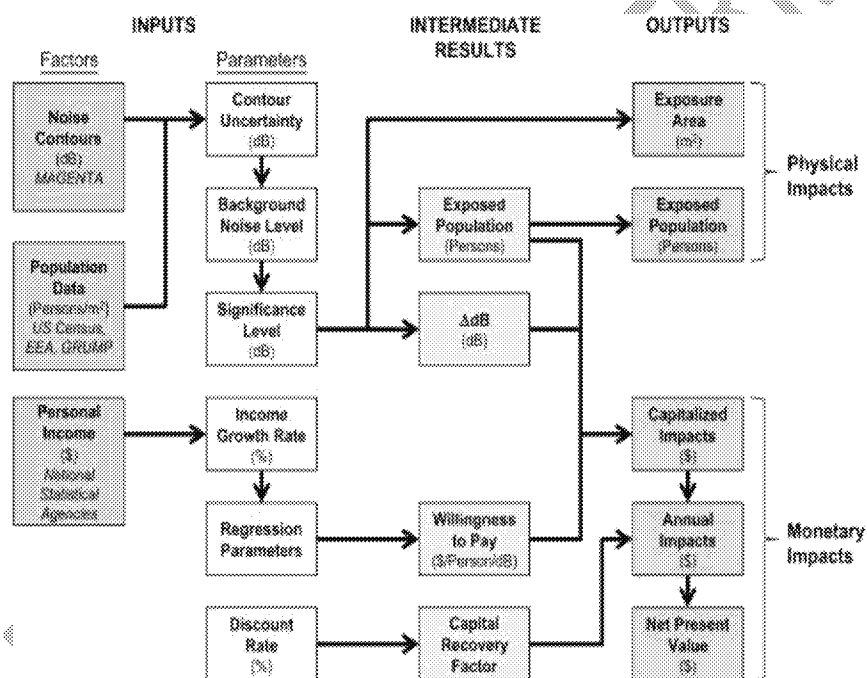 INPUTS
INTERMEDIATE
RESULTS
OUTPUTS
Factors
Parameters
Noise
Contours
(dB)
MAGENTA
Contour
Uncertainty
(dB)
Exposure
Area
(m²)
Physical
Impacts
Background
Noise Level
(dB)
Exposed
Population
(Persons)
Exposed
Population
(Persons)
Population
Data
(Persons/m²)
US Census,
EEA, GRUMP
Significance
Level
(dB)
ΔdB
(dB)
Personal
Income
($)
National
Statistical
Agencies
Income
Growth Rate
(%)
Capitalized
Impacts
($)
Regression
Parameters
Willingness
to Pay
($/Person/dB)
Annual
Impacts
($)
Monetary
Impacts
Discount
Rate
(%)
Capital
Recovery
Factor
Net Present
Value
($)